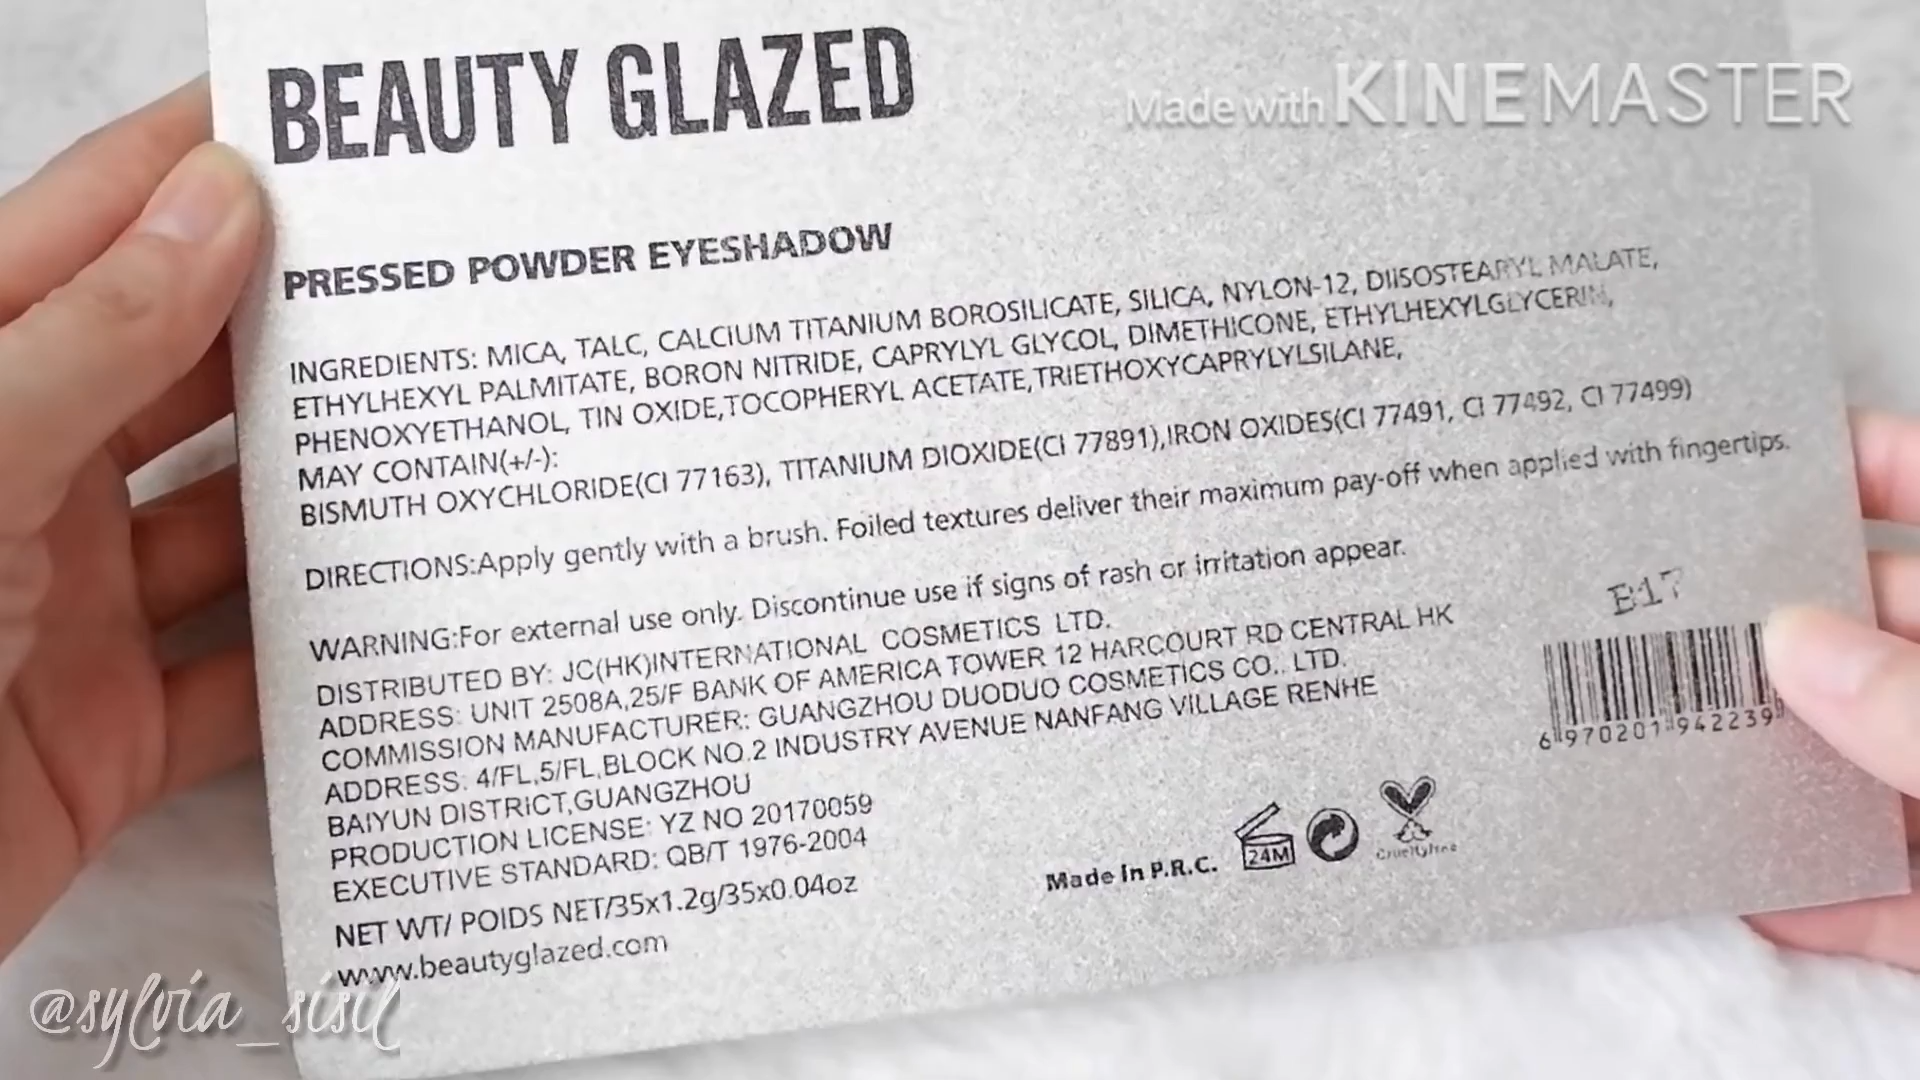 BEAUTY GLAZED
Made with KINEMASTER
PRESSED POWDER EYESHADOW
INGREDIENTS: MICA, TALC, CALCIUM TITANIUM BOROSILICATE, SILICA, NYLON-12, DIISOSTEARYL MALATE,
ETHYLHEXYL PALMITATE, BORON NITRIDE, CAPRYLYL GLYCOL, DIMETHICONE, ETHYLHEXYLGLYCERIN,
PHENOXYETHANOL, TIN OXIDE,TOCOPHERYL ACETATE,TRIETHOXYCAPRYLYLSILANE,
MAY CONTAIN(+/-):
BISMUTH OXYCHLORIDE(CI 77163), TITANIUM DIOXIDE(CI 77891),IRON OXIDES(CI 77491, CI 77492, CI 77499)
DIRECTIONS:Apply gently with a brush. Foiled textures deliver their maximum pay-off when applied with fingertips.
WARNING:For external use only. Discontinue use if signs of rash or irritation appear.
DISTRIBUTED BY: JC(HK)INTERNATIONAL COSMETICS LTD.
ADDRESS: UNIT 2508A,25/F BANK OF AMERICA TOWER 12 HARCOURT RD CENTRAL HK
COMMISSION MANUFACTURER: GUANGZHOU DUODUO COSMETICS CO., LTD.
ADDRESS: 4/FL,5/FL,BLOCK NO.2 INDUSTRY AVENUE NANFANG VILLAGE RENHE
BAIYUN DISTRICT,GUANGZHOU
PRODUCTION LICENSE: YZ NO 20170059
EXECUTIVE STANDARD: QB/T 1976-2004
NET WT/ POIDS NET/35x1.2g/35x0.04oz
www.beautyglazed.com
B17
6 970201 942239
Made In P.R.C.
24M
Crueltyfree
@sylvia_sisil